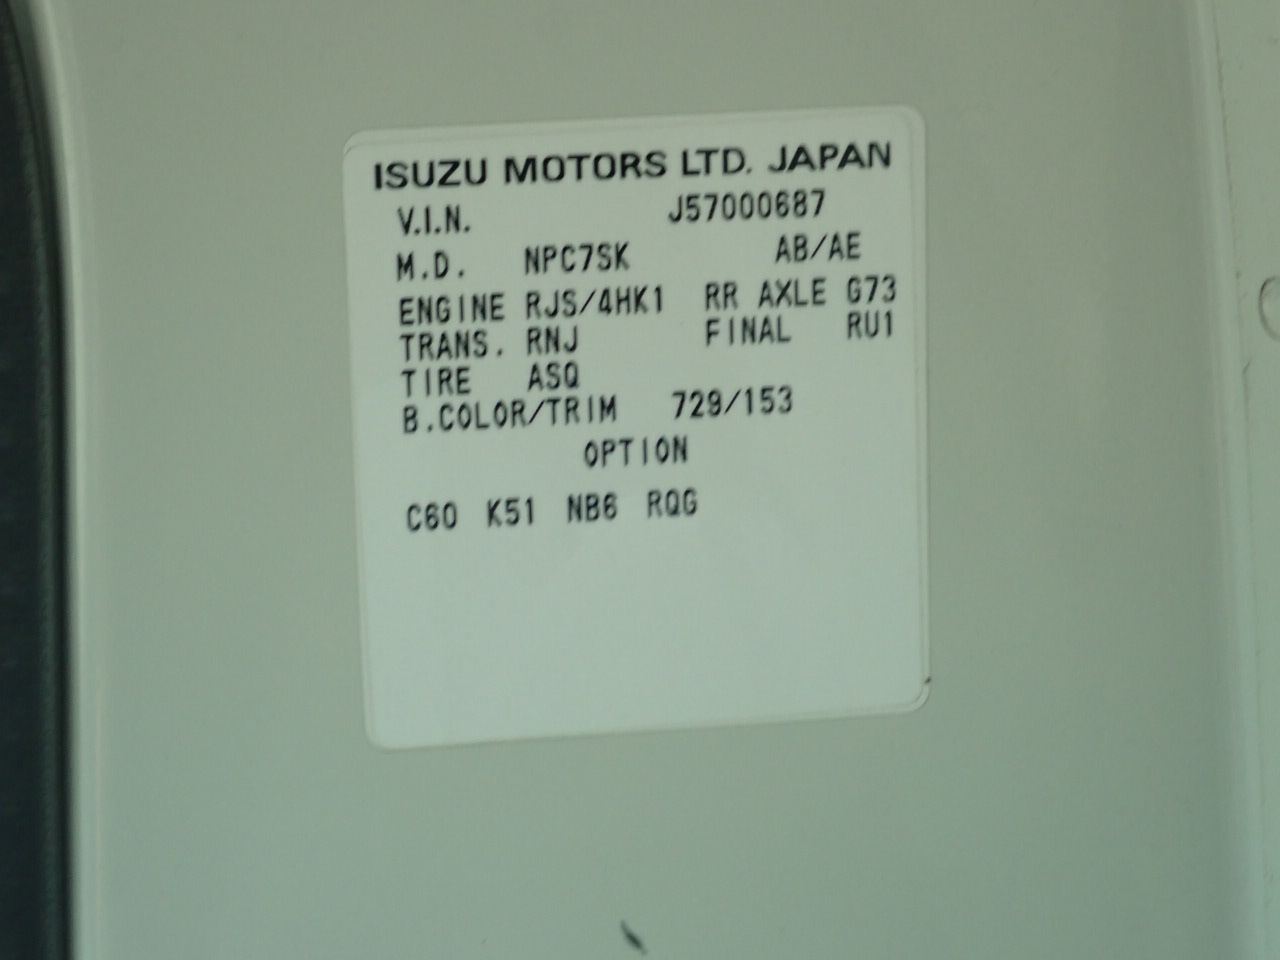 ISUZU MOTORS LTD. JAPAN
V.I.N. J57000687
M.D. NPC7SK AB/AE
ENGINE RJS/4HK1 RR AXLE G73
TRANS. RNJ FINAL RU1
TIRE ASQ
B.COLOR/TRIM 729/153
OPTION
C60 K51 NB6 RQG